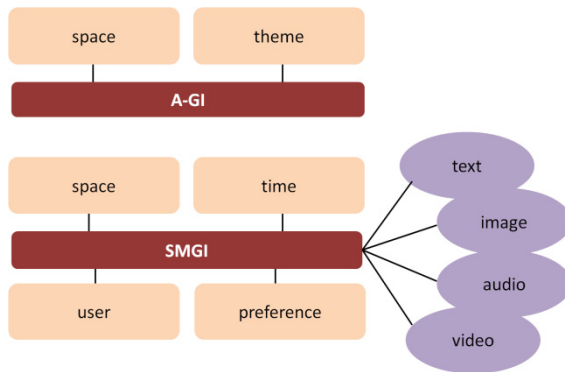 space
theme
A-GI
space
time
SMGI
user
preference
text
image
audio
video